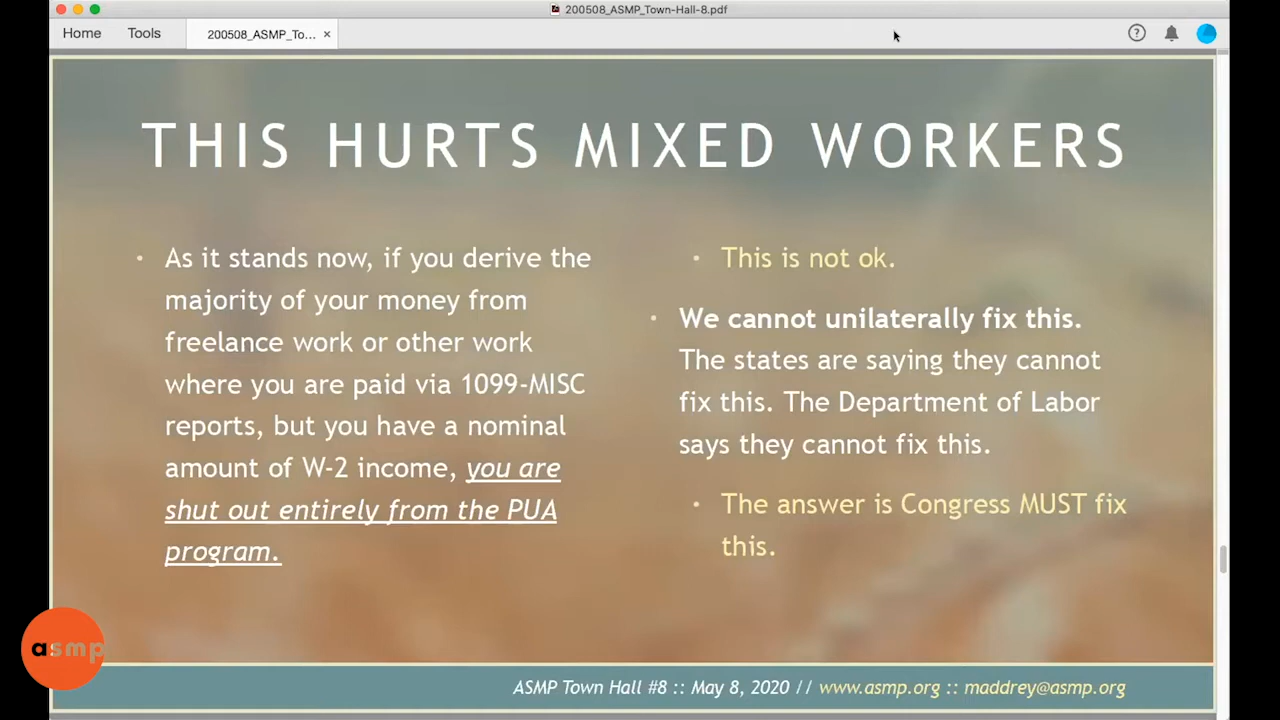 200508_ASMP_Town-Hall-8.pdf
Home
Tools
200508_ASMP_To...
THIS HURTS MIXED WORKERS
As it stands now, if you derive the
majority of your money from
freelance work or other work
where you are paid via 1099-MISC
reports, but you have a nominal
amount of W-2 income, you are
shut out entirely from the PUA
program.
This is not ok.
We cannot unilaterally fix this.
The states are saying they cannot
fix this. The Department of Labor
says they cannot fix this.
The answer is Congress MUST fix
this.
asmp
ASMP Town Hall #8 :: May 8, 2020 // www.asmp.org :: maddrey@asmp.org